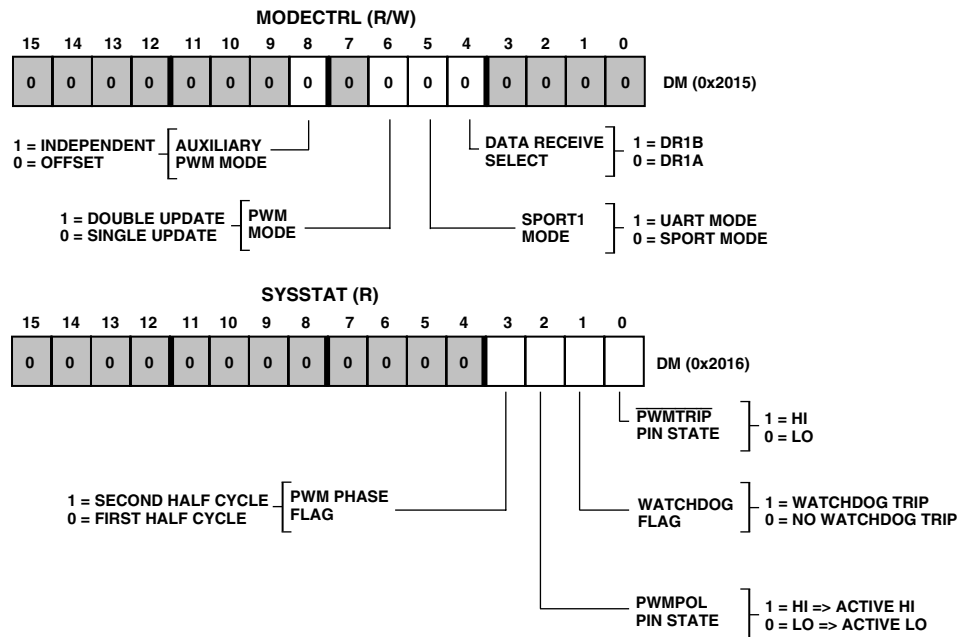 MODECTRL (R/W)
15 14 13 12 11 10 9 8 7 6 5 4 3 2 1 0
0 0 0 0 0 0 0 0 0 0 0 0 0 0 0 0 DM (0x2015)
1 = INDEPENDENT
0 = OFFSET
AUXILIARY
PWM MODE
DATA RECEIVE
SELECT
1 = DR1B
0 = DR1A
1 = DOUBLE UPDATE
0 = SINGLE UPDATE
PWM
MODE
SPORT1
MODE
1 = UART MODE
0 = SPORT MODE
SYSSTAT (R)
15 14 13 12 11 10 9 8 7 6 5 4 3 2 1 0
0 0 0 0 0 0 0 0 0 0 0 0 DM (0x2016)
PWMTRIP
PIN STATE
1 = HI
0 = LO
1 = SECOND HALF CYCLE
0 = FIRST HALF CYCLE
PWM PHASE
FLAG
WATCHDOG
FLAG
1 = WATCHDOG TRIP
0 = NO WATCHDOG TRIP
PWMPOL
PIN STATE
1 = HI => ACTIVE HI
0 = LO => ACTIVE LO